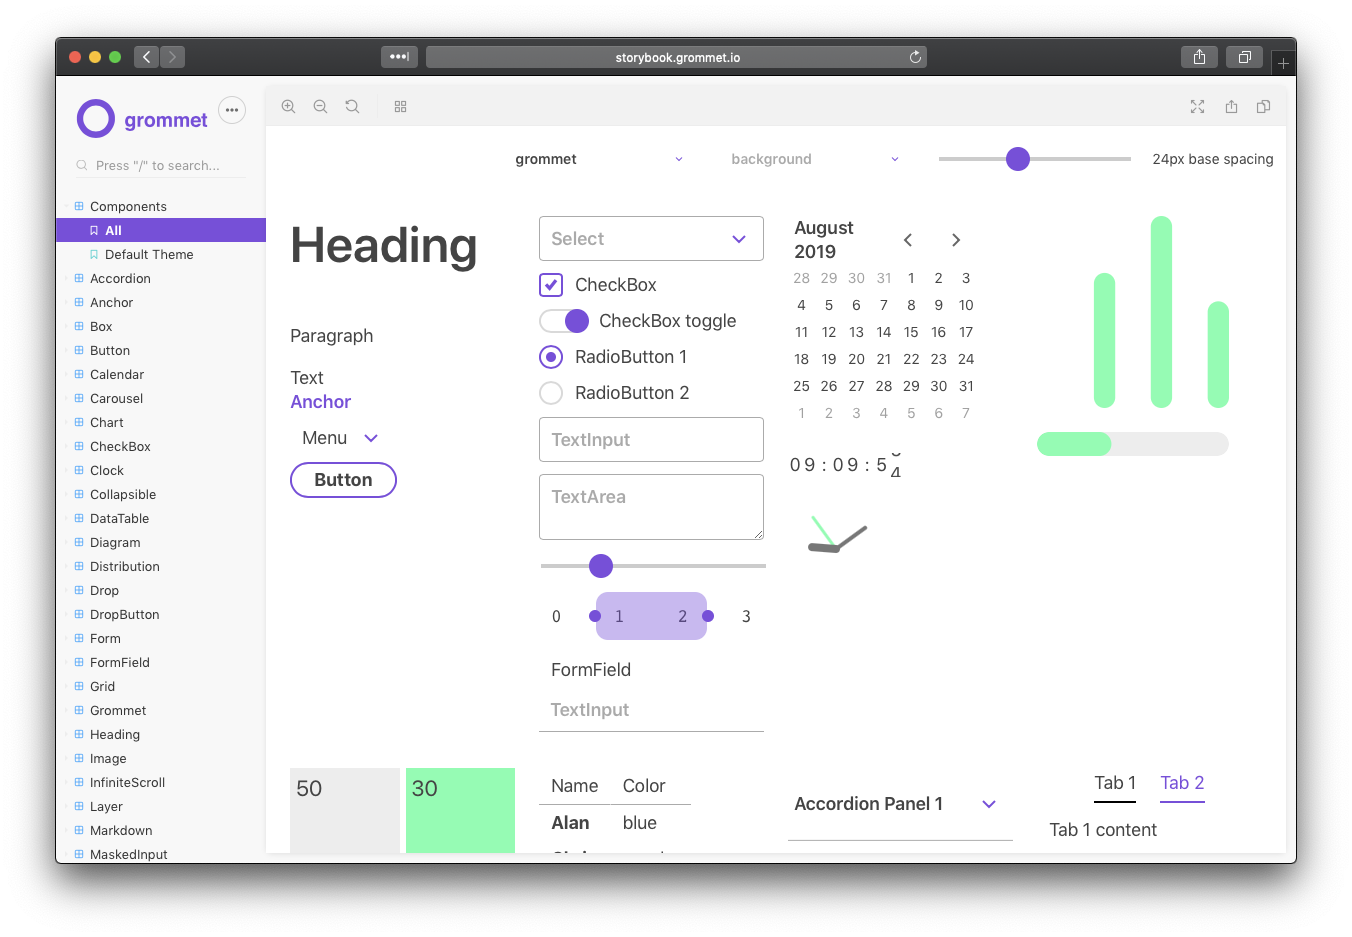 storybook.grommet.io
grommet
Press "/" to search...
Components
All
Default Theme
Accordion
Anchor
Box
Button
Calendar
Carousel
Chart
CheckBox
Clock
Collapsible
DataTable
Diagram
Distribution
Drop
DropButton
Form
FormField
Grid
Grommet
Heading
Image
InfiniteScroll
Layer
Markdown
MaskedInput
grommet background 24px base spacing
Heading
Paragraph
Text
Anchor
Menu
Button
Select
CheckBox
CheckBox toggle
RadioButton 1
RadioButton 2
TextInput
TextArea
0 1 2 3
FormField
TextInput
August
2019
28 29 30 31 1 2 3
4 5 6 7 8 9 10
11 12 13 14 15 16 17
18 19 20 21 22 23 24
25 26 27 28 29 30 31
1 2 3 4 5 6 7
09:09:5
50 30
Name Color
Alan blue
Accordion Panel 1
Tab 1 Tab 2
Tab 1 content